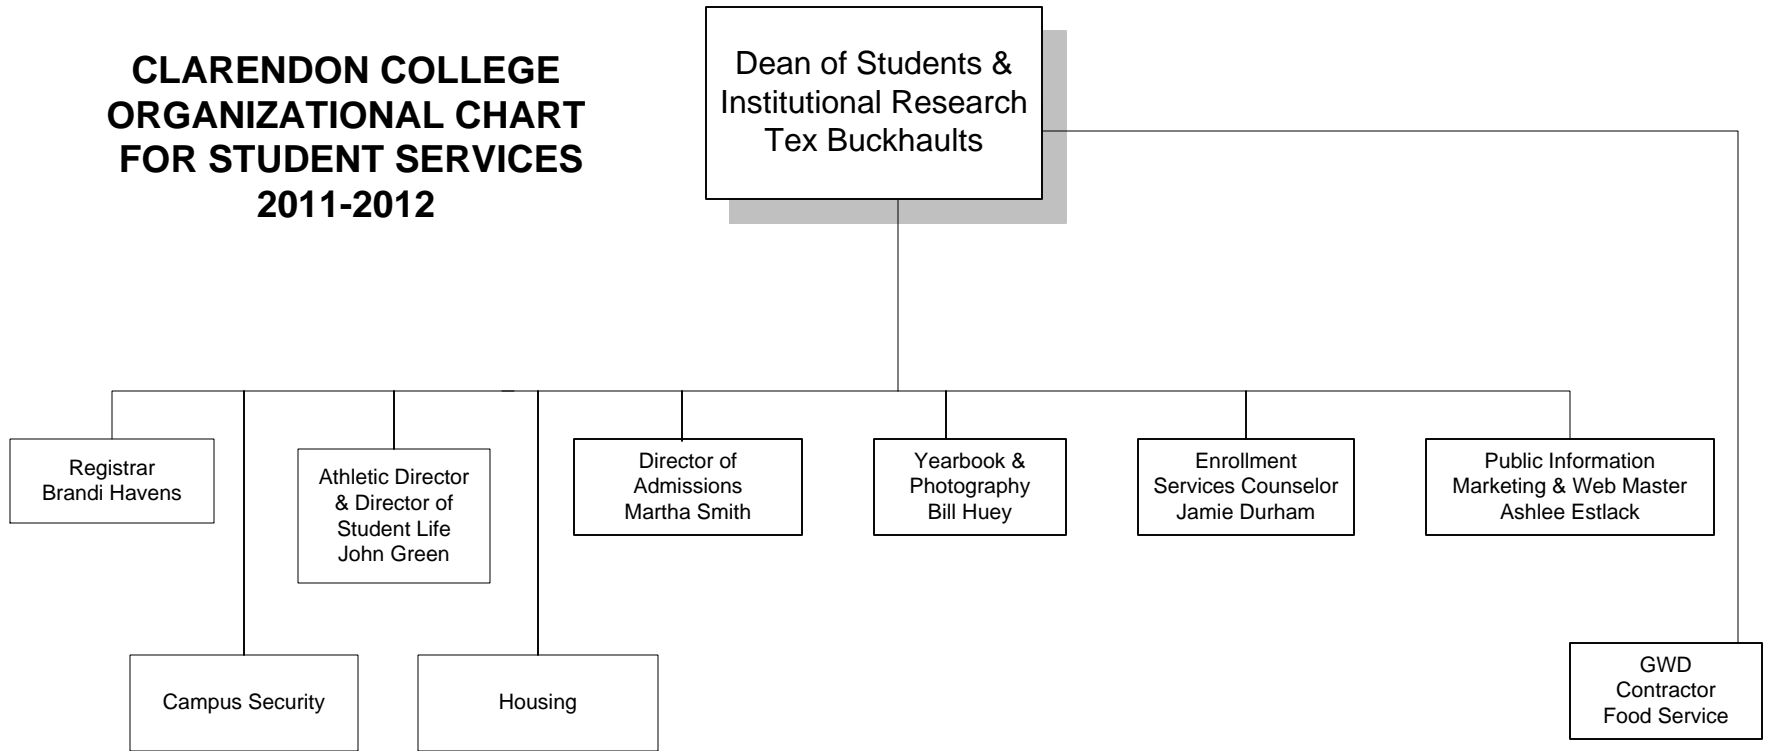 CLARENDON COLLEGE
ORGANIZATIONAL CHART
FOR STUDENT SERVICES
2011-2012
Dean of Students &
Institutional Research
Tex Buckhaults
Registrar
Brandi Havens
Athletic Director
& Director of
Student Life
John Green
Director of
Admissions
Martha Smith
Yearbook &
Photography
Bill Huey
Enrollment
Services Counselor
Jamie Durham
Public Information
Marketing & Web Master
Ashlee Estlack
Campus Security
Housing
GWD
Contractor
Food Service